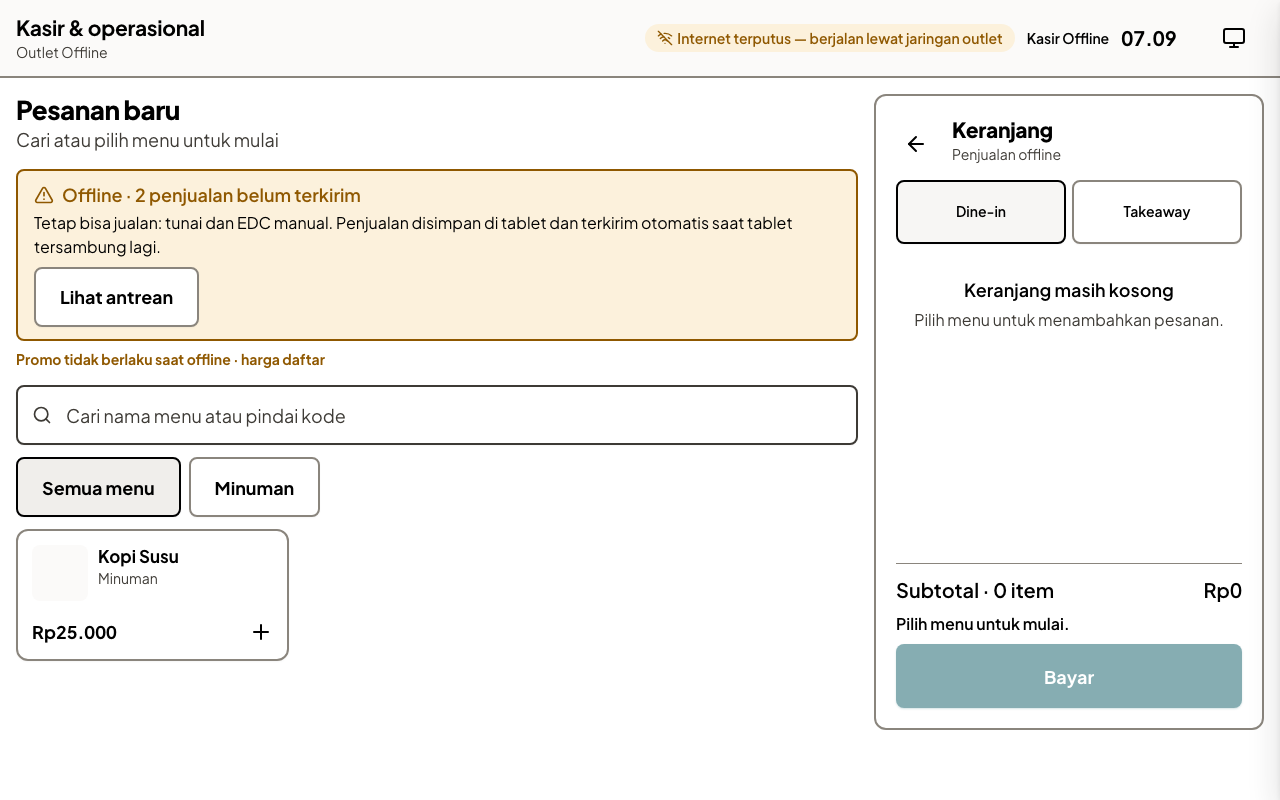 Kasir & operasional
Outlet Offline
Internet terputus — berjalan lewat jaringan outlet
Kasir Offline
07.09
Pesanan baru
Cari atau pilih menu untuk mulai
Offline · 2 penjualan belum terkirim
Tetap bisa jualan: tunai dan EDC manual. Penjualan disimpan di tablet dan terkirim otomatis saat tablet
tersambung lagi.
Lihat antrean
Promo tidak berlaku saat offline · harga daftar
Cari nama menu atau pindai kode
Semua menu
Minuman
Kopi Susu
Minuman
Rp25.000
Keranjang
Penjualan offline
Dine-in
Takeaway
Keranjang masih kosong
Pilih menu untuk menambahkan pesanan.
Subtotal · 0 item
Rp0
Pilih menu untuk mulai.
Bayar